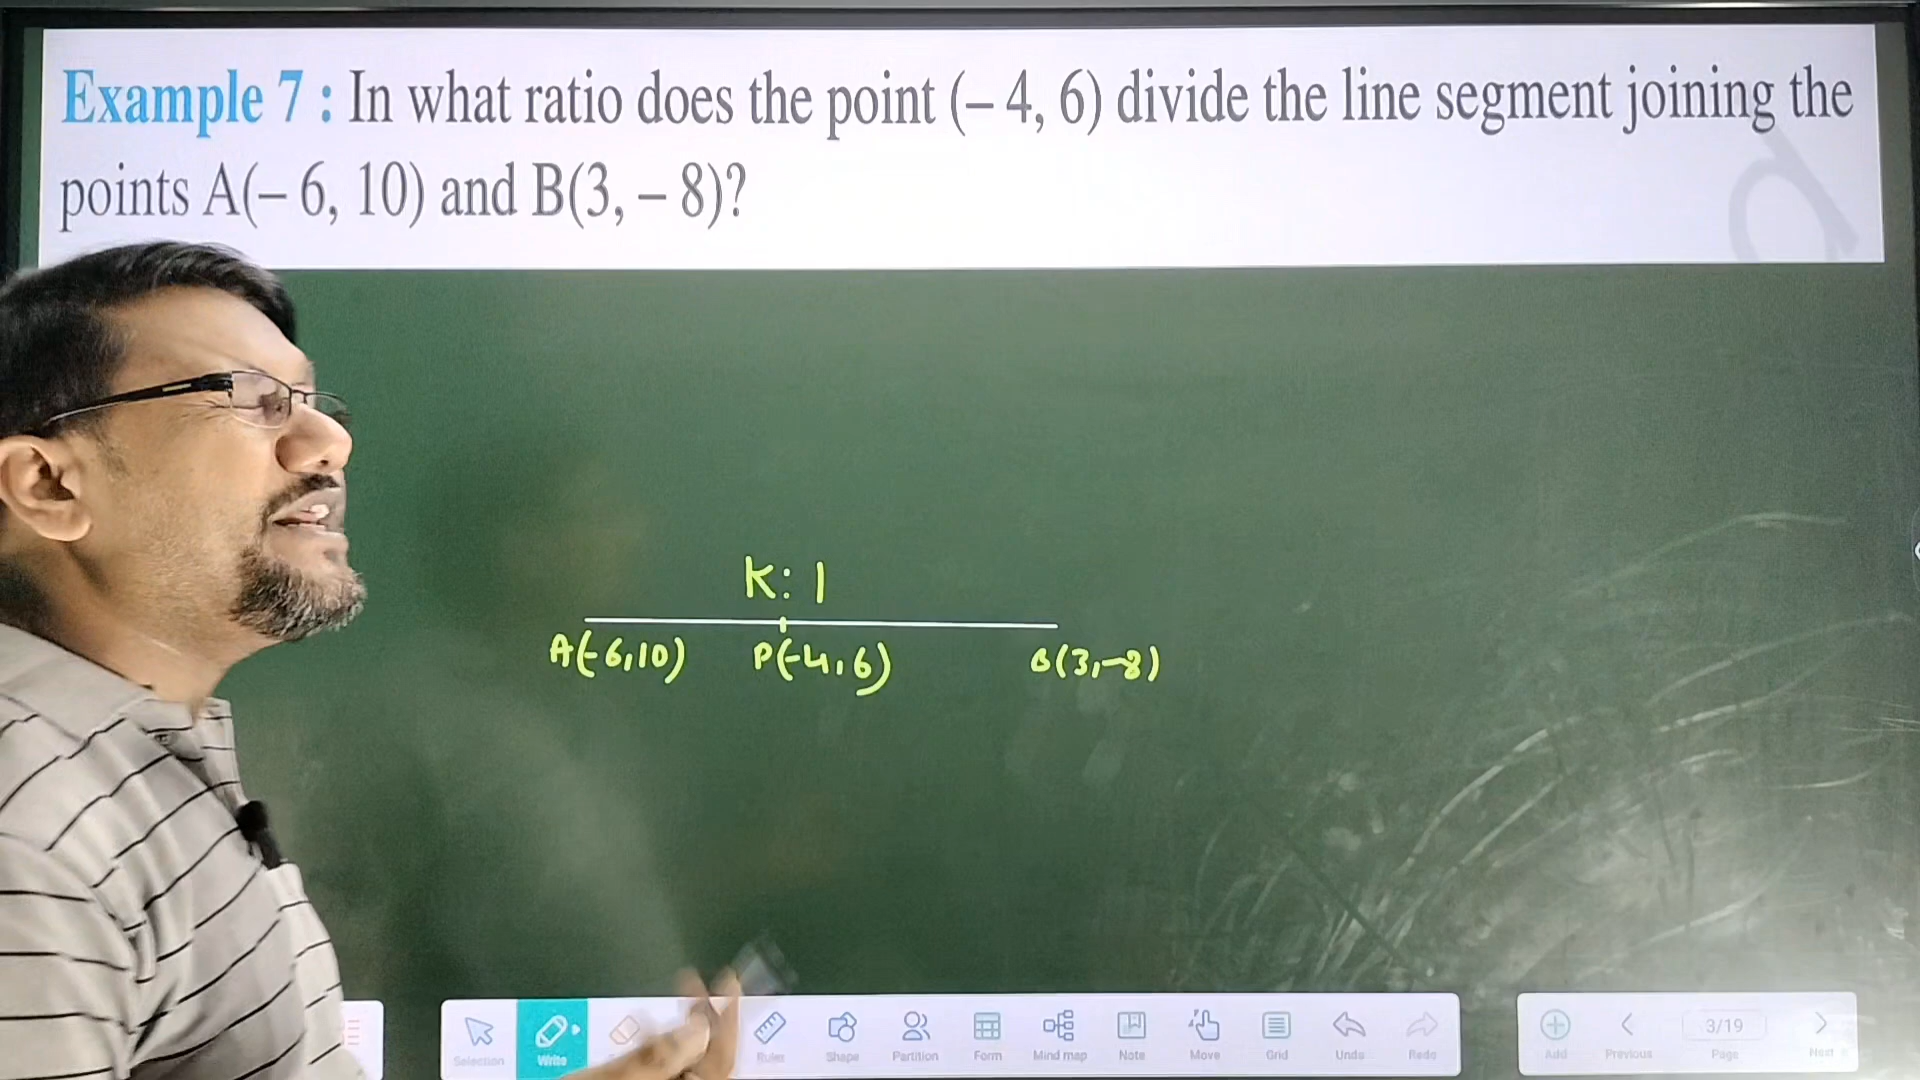 Example 7 : In what ratio does the point (– 4, 6) divide the line segment joining the
points A(– 6, 10) and B(3, – 8)?
K: 1
A(-6,10) P(-4,6) B(3,-8)
Selection Write Ruler Shape Partition Form Mind map Note Move Grid Undo Redo Add Previous 3/19 Page Next